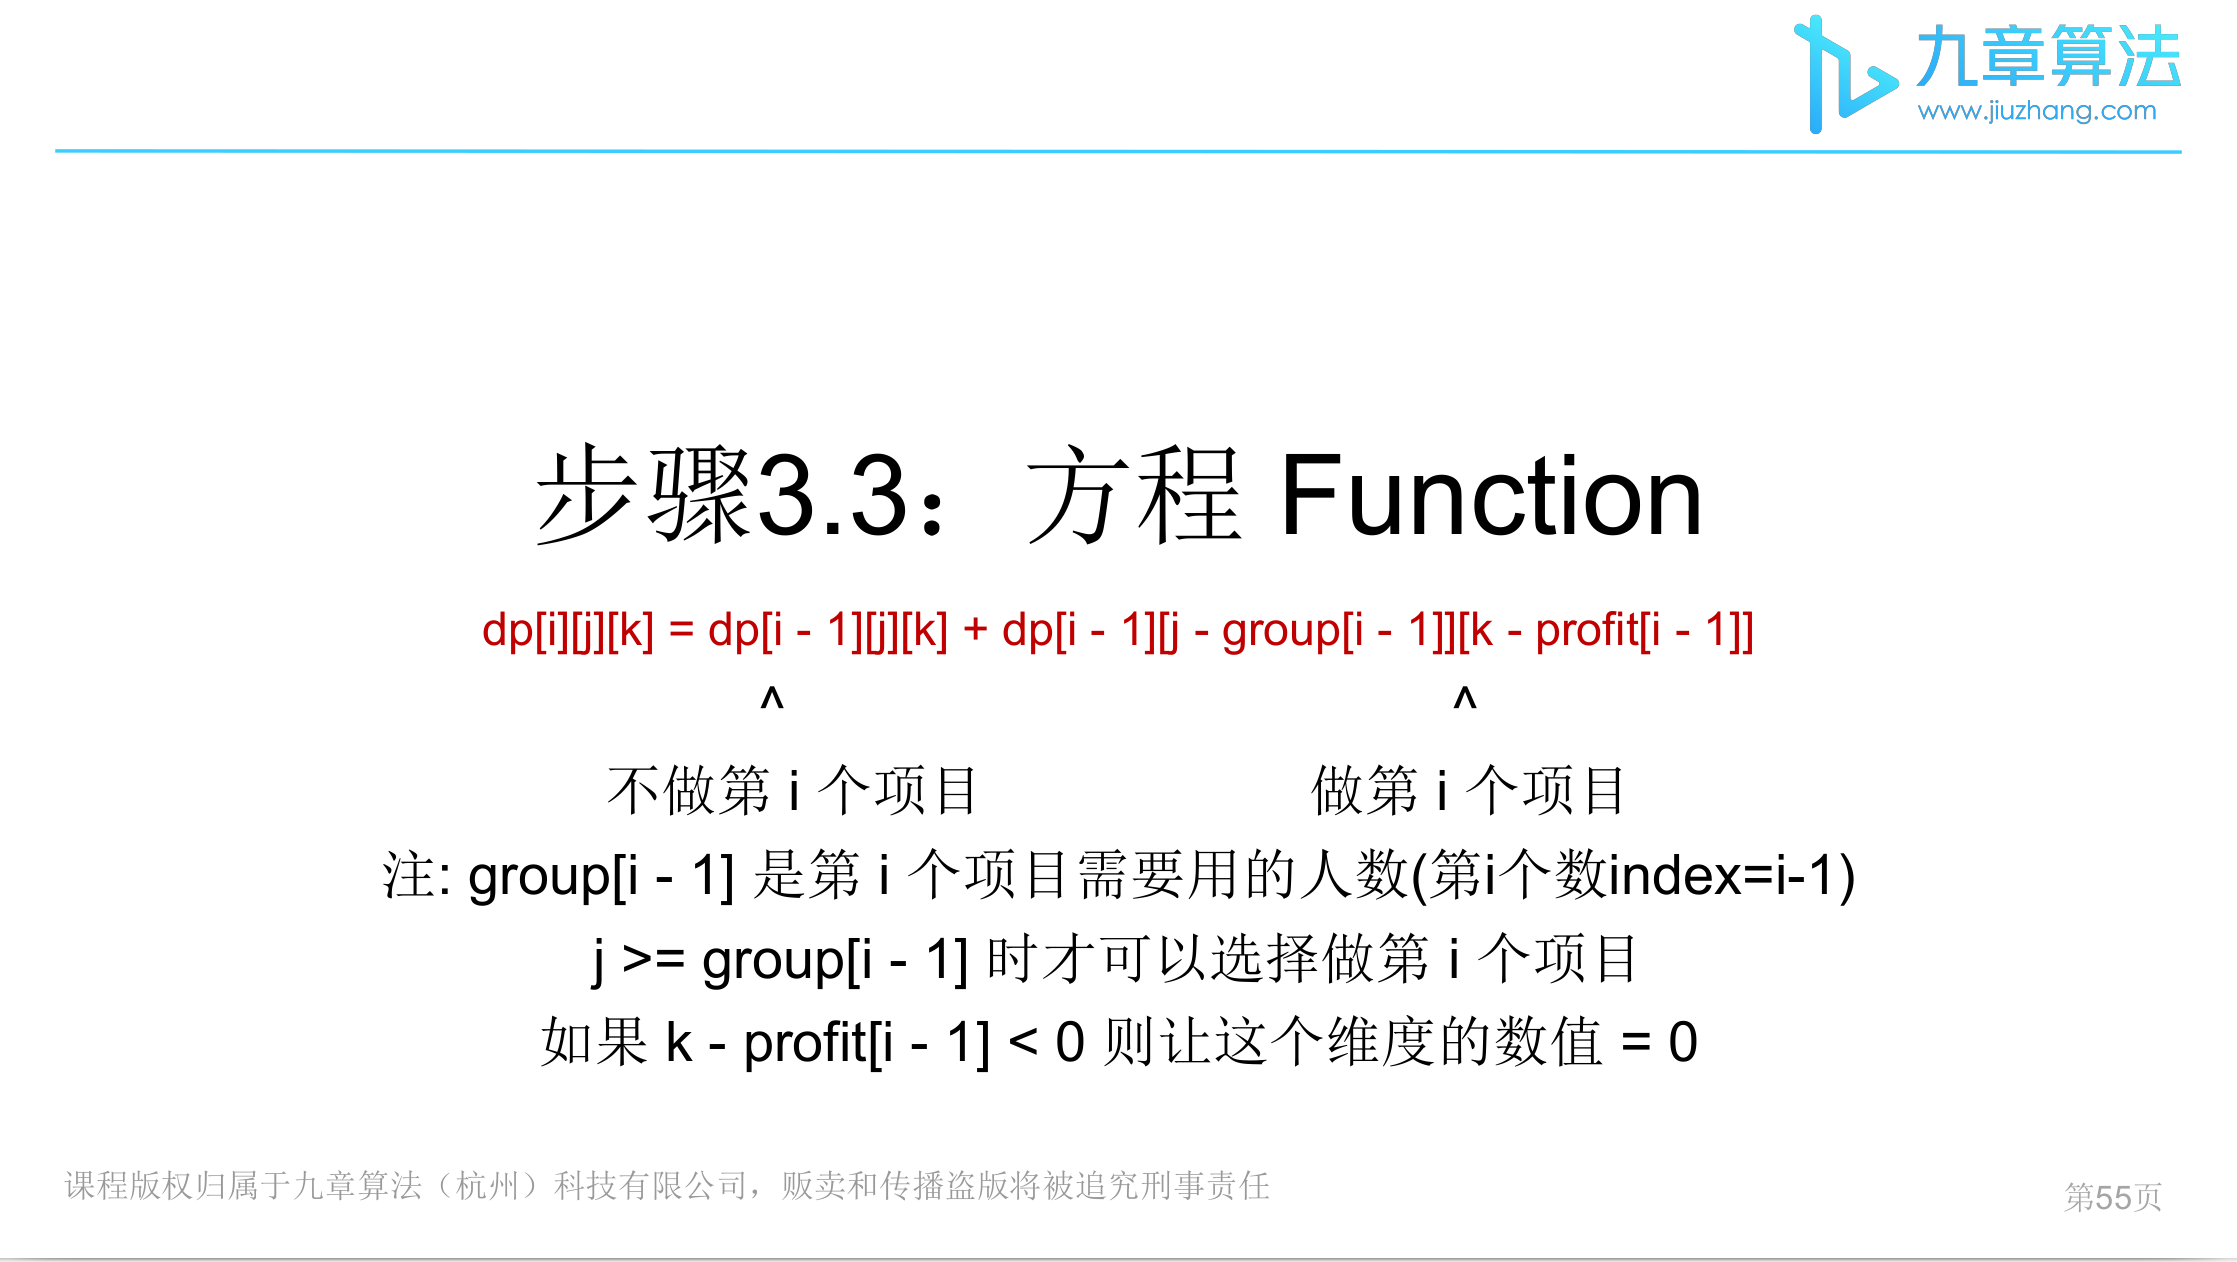 九章算法
www.jiuzhang.com
步骤3.3：方程 Function
dp[i][j][k] = dp[i - 1][j][k] + dp[i - 1][j - group[i - 1]][k - profit[i - 1]]
^ ^
不做第 i 个项目 做第 i 个项目
注: group[i - 1] 是第 i 个项目需要用的人数(第i个数index=i-1)
j >= group[i - 1] 时才可以选择做第 i 个项目
如果 k - profit[i - 1] < 0 则让这个维度的数值 = 0
课程版权归属于九章算法（杭州）科技有限公司，贩卖和传播盗版将被追究刑事责任
第55页